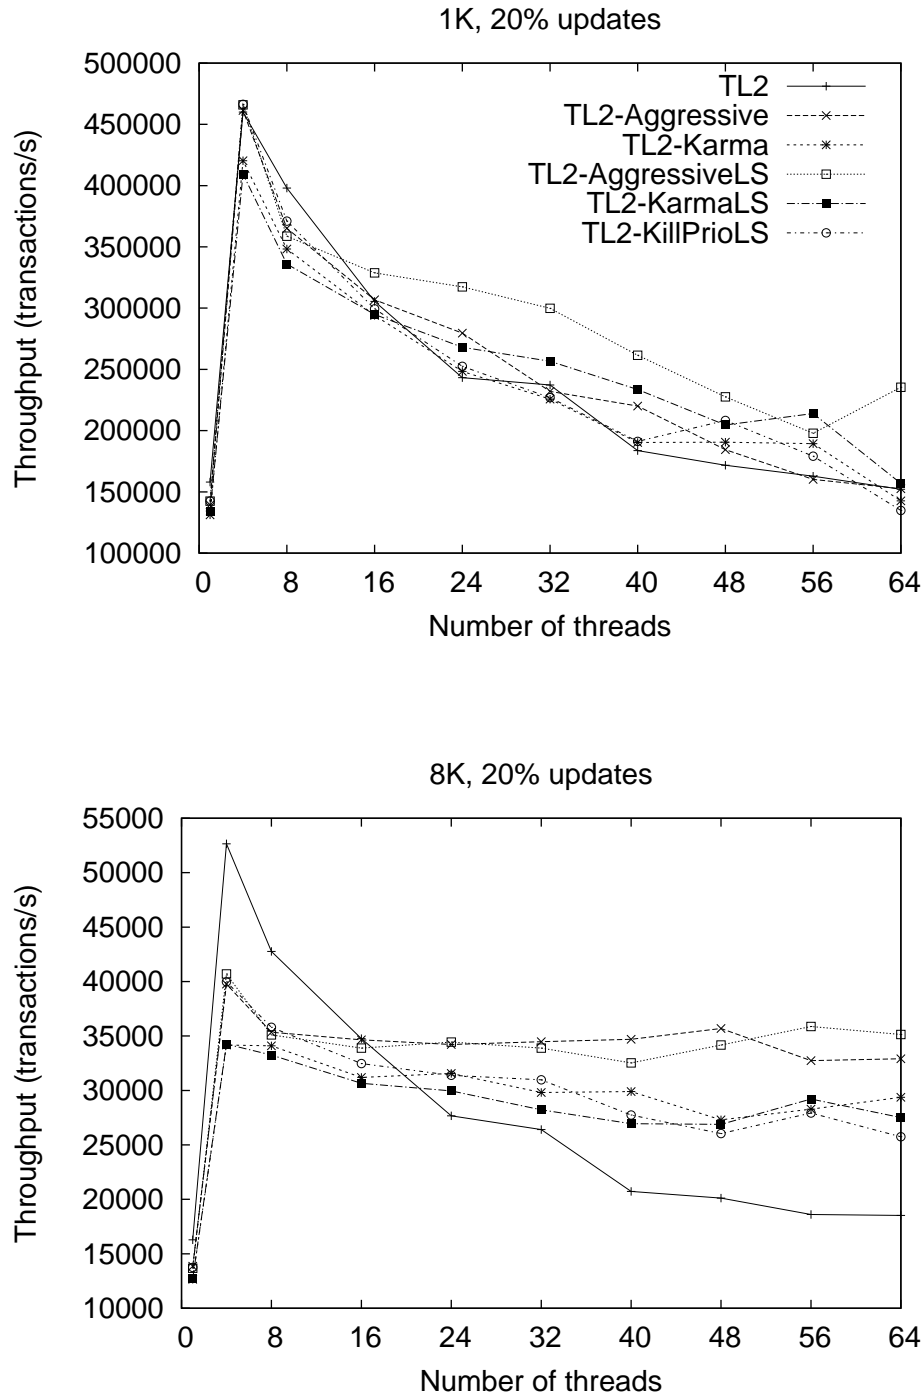 1K, 20% updates
500000
450000
400000
350000
300000
250000
200000
150000
100000
Throughput (transactions/s)
TL2
TL2-Aggressive
TL2-Karma
TL2-AggressiveLS
TL2-KarmaLS
TL2-KillPrioLS
0 8 16 24 32 40 48 56 64
Number of threads
8K, 20% updates
55000
50000
45000
40000
35000
30000
25000
20000
15000
10000
Throughput (transactions/s)
0 8 16 24 32 40 48 56 64
Number of threads